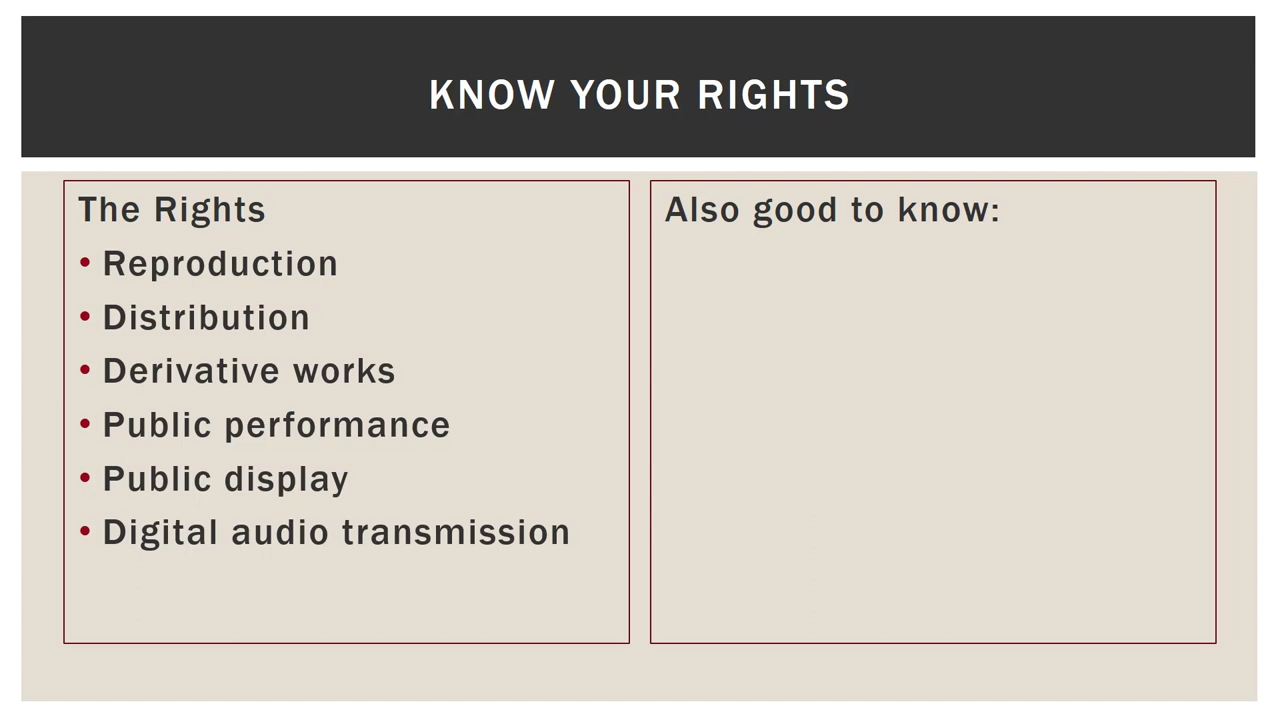 KNOW YOUR RIGHTS
The Rights
• Reproduction
• Distribution
• Derivative works
• Public performance
• Public display
• Digital audio transmission
Also good to know: